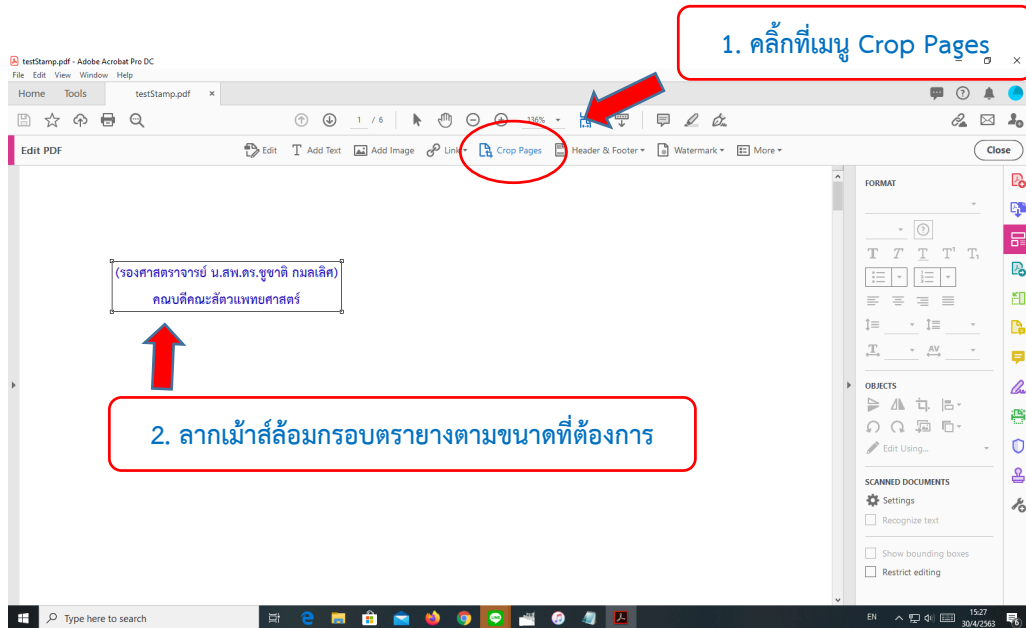 1. คลิ้กที่เมนู Crop Pages
testStamp.pdf - Adobe Acrobat Pro DC
File Edit View Window Help
Home Tools testStamp.pdf ×
1 / 6 136%
Edit PDF Edit Add Text Add Image Link Crop Pages Header & Footer Watermark More Close
FORMAT
(รองศาสตราจารย์ น.สพ.ดร.ชูชาติ กมลเลิศ)
คณบดีคณะสัตวแพทยศาสตร์
2. ลากเม้าส์ล้อมกรอบตรายางตามขนาดที่ต้องการ
OBJECTS
Edit Using...
SCANNED DOCUMENTS
Settings
Recognize text
Show bounding boxes
Restrict editing
Type here to search
EN 15:27
30/4/2563